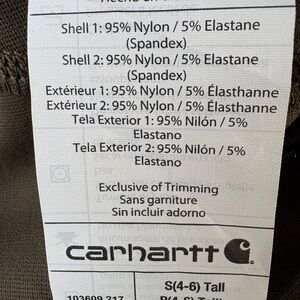 Shell 1: 95% Nylon / 5% Elastane
(Spandex)
Shell 2: 95% Nylon / 5% Elastane
(Spandex)
Extérieur 1: 95% Nylon / 5% Élasthanne
Extérieur 2: 95% Nylon / 5% Élasthanne
Tela Exterior 1: 95% Nilón / 5%
Elastano
Tela Exterior 2: 95% Nilón / 5%
Elastano
Exclusive of Trimming
Sans garniture
Sin incluir adorno
carhartt
S(4-6) Tall
103609 217